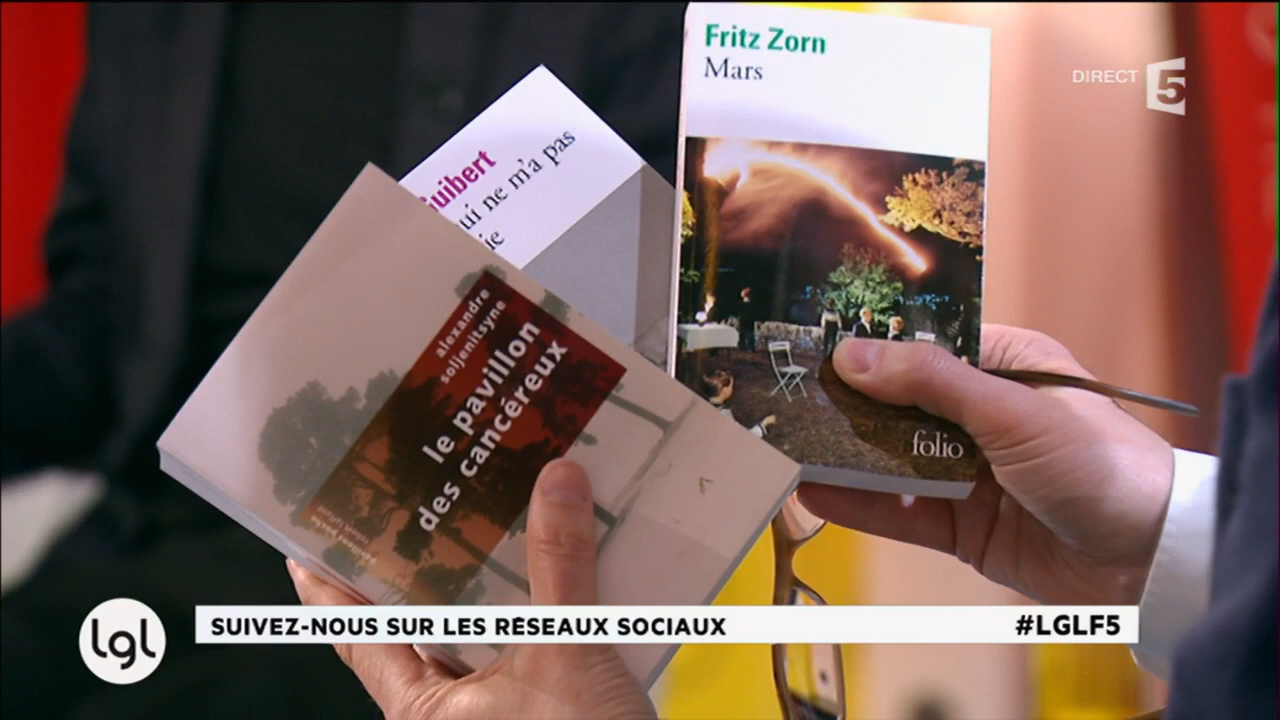 Fritz Zorn
Mars
DIRECT 5
Guibert
ui ne m'a pas
ie
alexandre
soljenitsyne
le pavillon
des cancéreux
folio
lgl
SUIVEZ-NOUS SUR LES RÉSEAUX SOCIAUX
#LGLF5